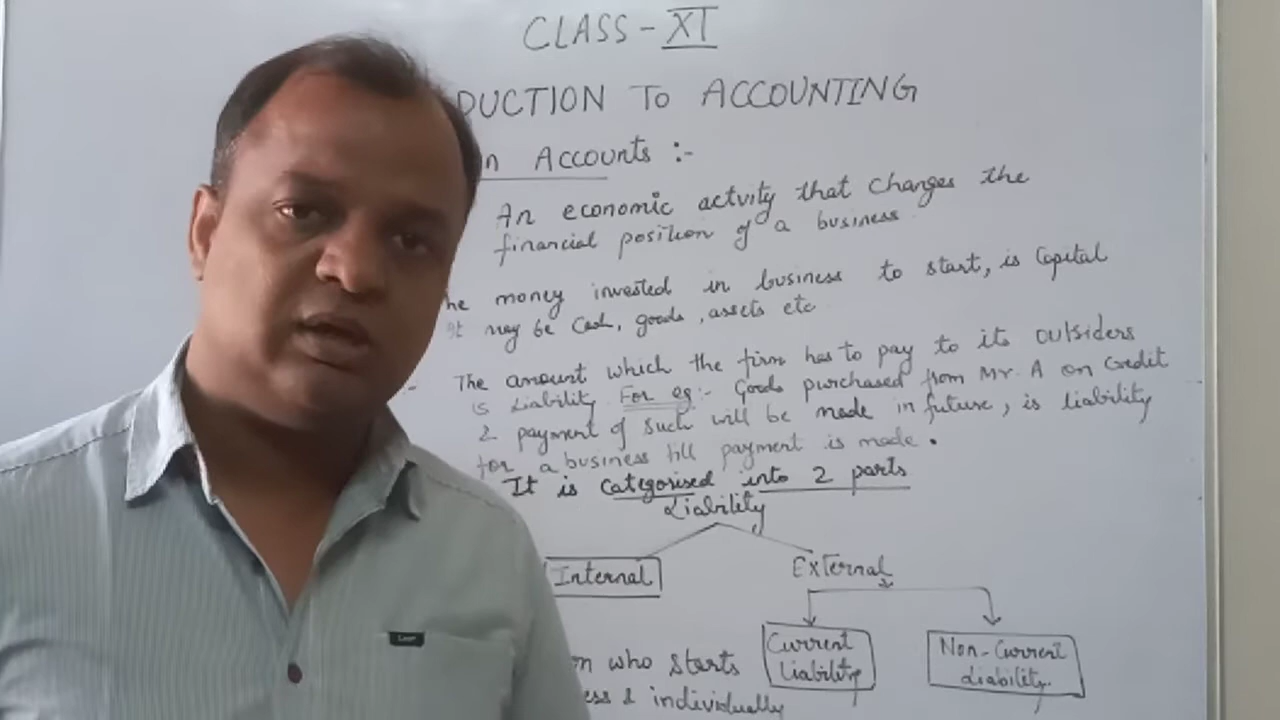 CLASS - XI
DUCTION TO ACCOUNTING
n Accounts :-
An economic actvity that changes the
financial position of a business
he money invested in business to start, is Capital
It may be Cash, goods, assets etc
- The amount which the firm has to pay to its outsiders
is Liability. For eg:- Goods purchased from Mr. A on Credit
& payment of such will be made in future, is liability
for a business till payment is made.
It is Categorised into 2 parts
Liability
Internal External
Current Non-Current
Liability Liability
on who starts
ess & individually